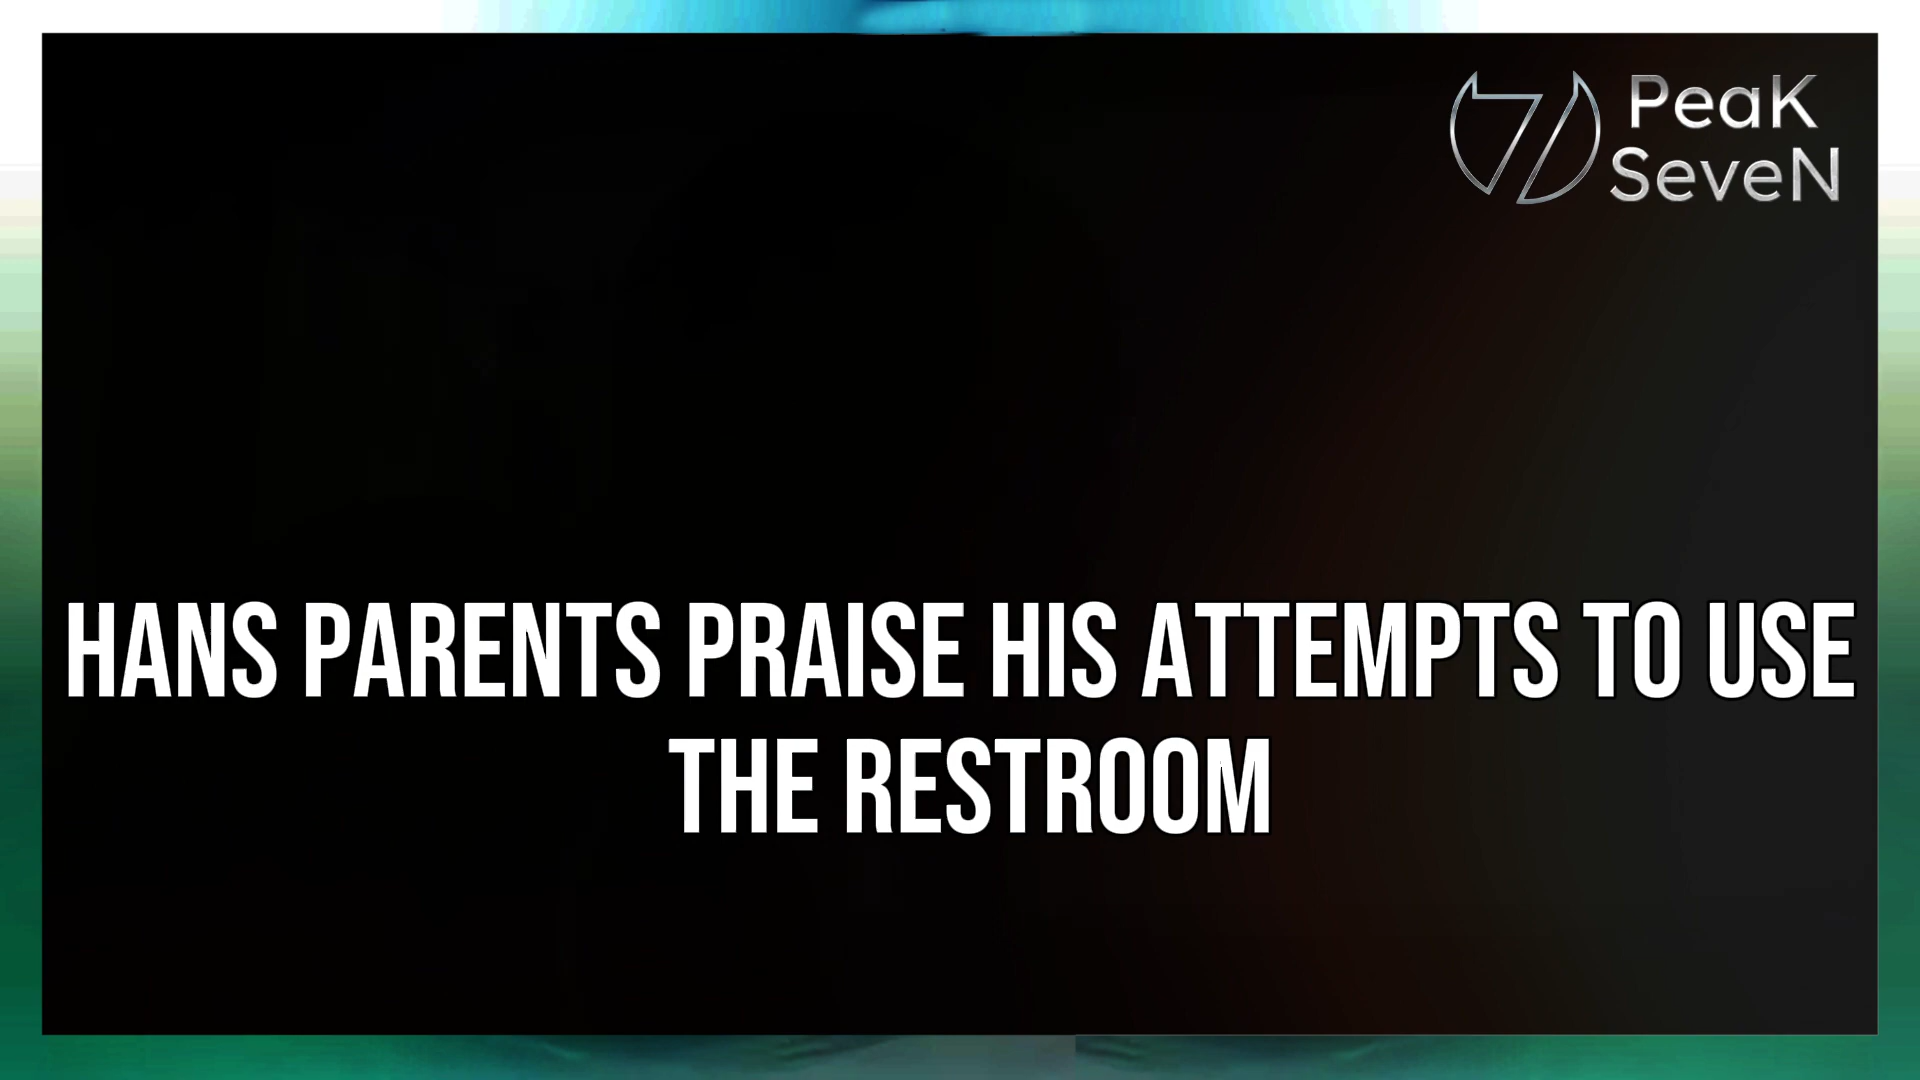 PeaK
SeveN
HANS PARENTS PRAISE HIS ATTEMPTS TO USE
THE RESTROOM